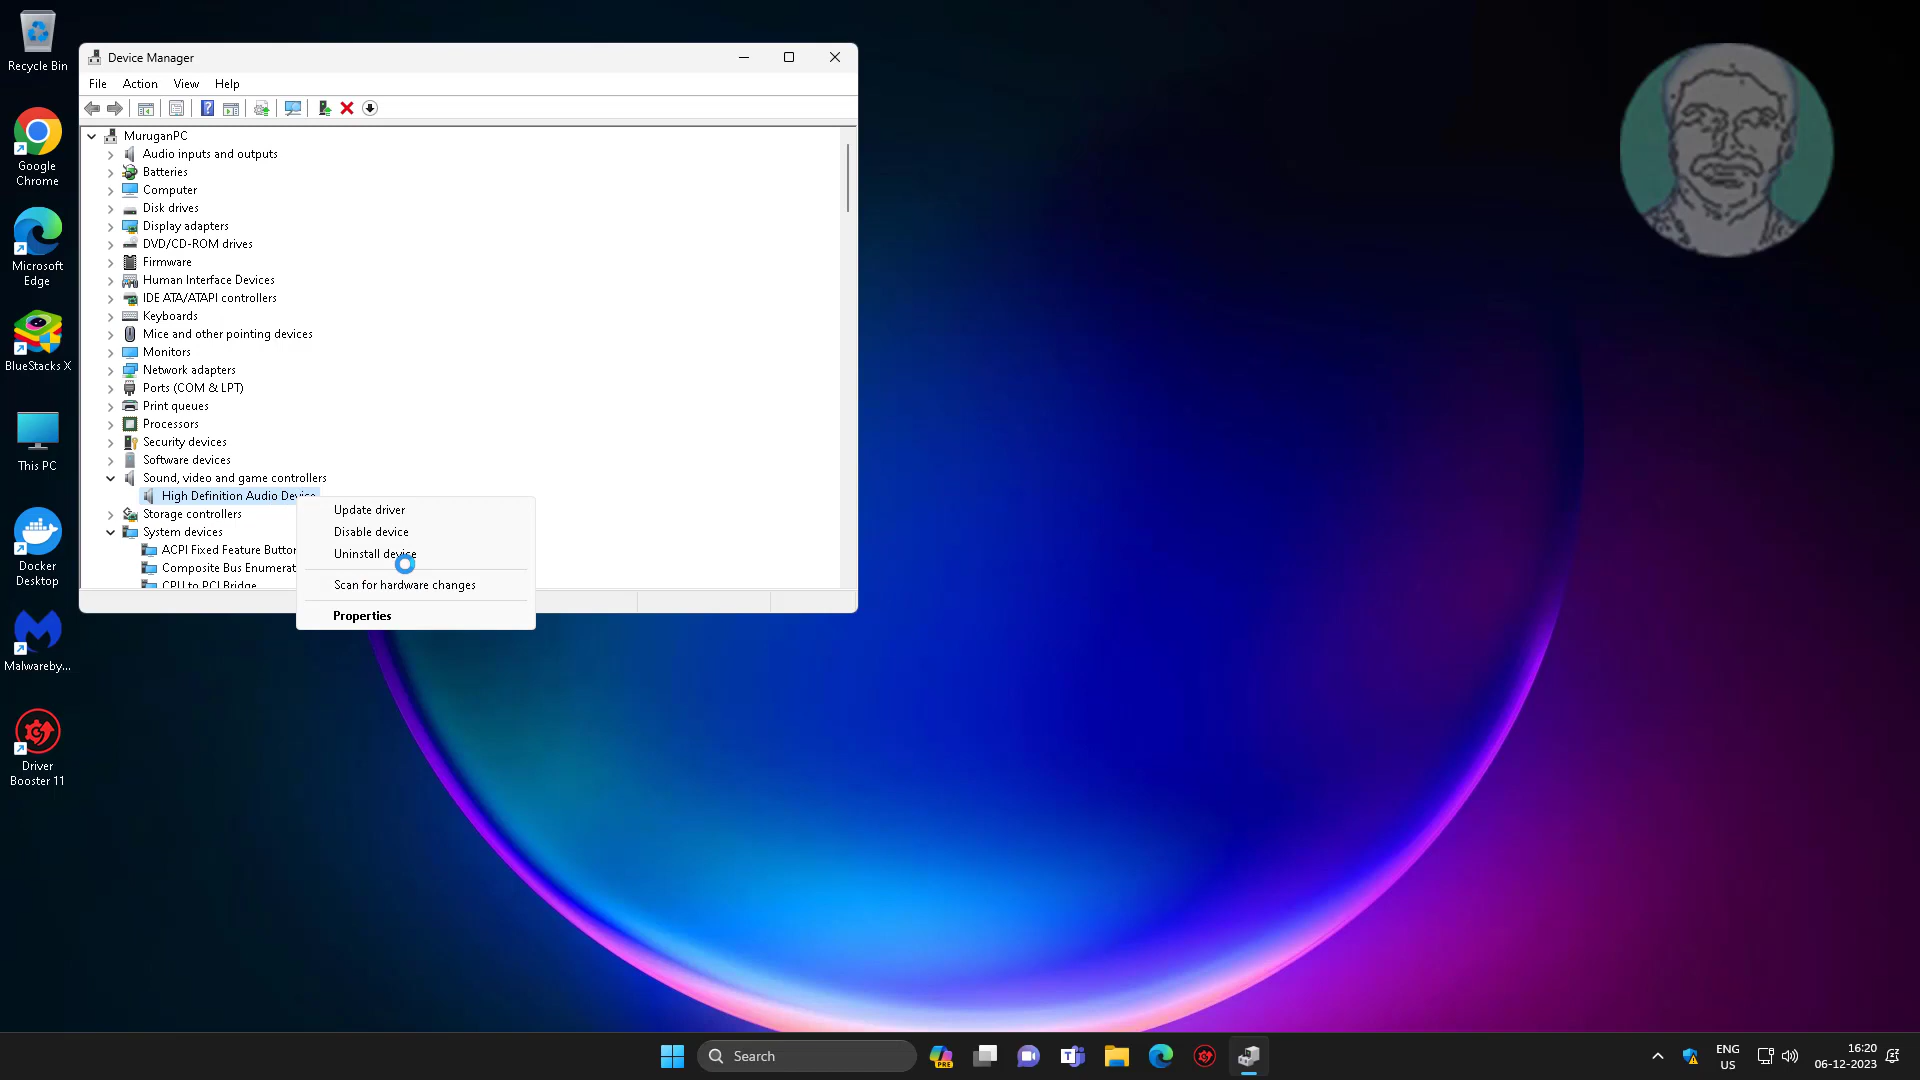 Recycle Bin
Google
Chrome
Microsoft
Edge
BlueStacks X
This PC
Docker
Desktop
Malwareby...
Driver
Booster 11
Device Manager
File Action View Help
MuruganPC
Audio inputs and outputs
Batteries
Computer
Disk drives
Display adapters
DVD/CD-ROM drives
Firmware
Human Interface Devices
IDE ATA/ATAPI controllers
Keyboards
Mice and other pointing devices
Monitors
Network adapters
Ports (COM & LPT)
Print queues
Processors
Security devices
Software devices
Sound, video and game controllers
High Definition Audio Device
Storage controllers
System devices
ACPI Fixed Feature Button
Composite Bus Enumerat
CPU to PCI Bridge
Update driver
Disable device
Uninstall device
Scan for hardware changes
Properties
Search
PRE
ENG
US
16:20
06-12-2023